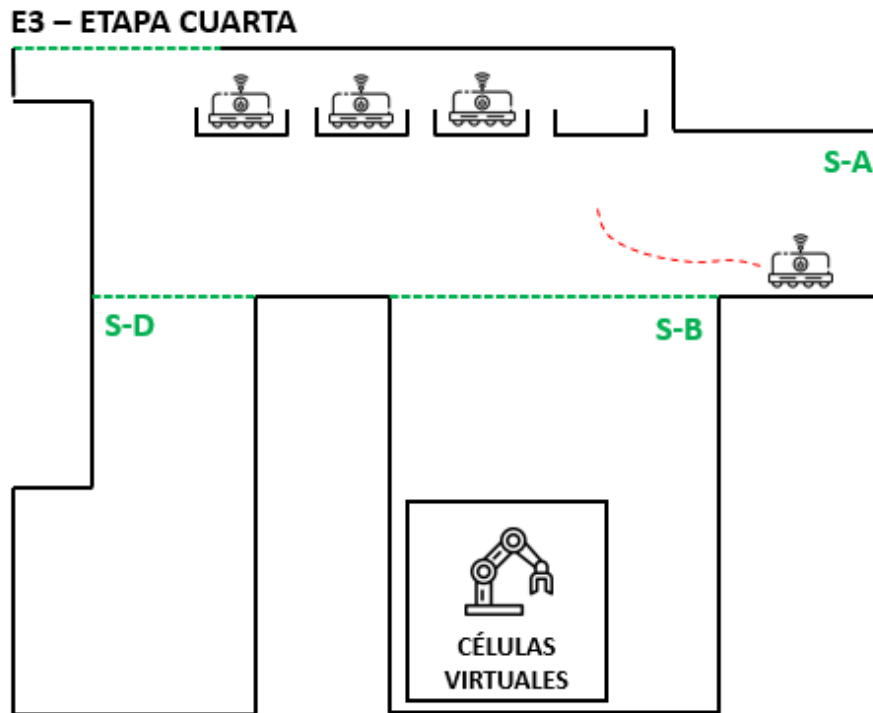 E3 – ETAPA CUARTA
S-A
S-D
S-B
CÉLULAS
VIRTUALES